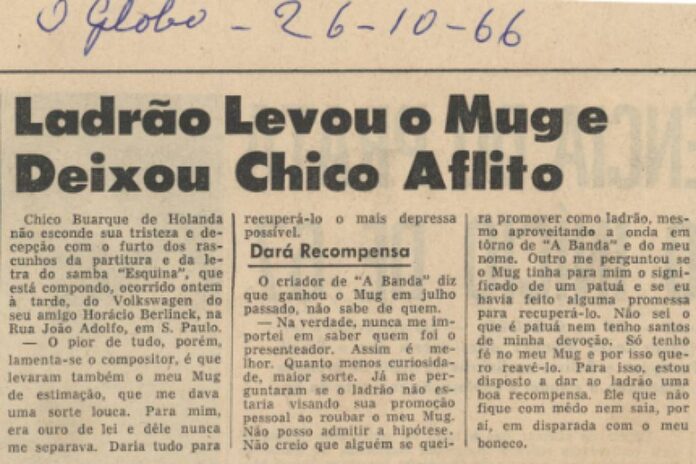 O Globo - 26-10-66
Ladrão Levou o Mug e
Deixou Chico Aflito
Chico Buarque de Holanda
não esconde sua tristeza e de-
cepção com o furto dos ras-
cunhos da partitura e da le-
tra do samba "Esquina", que
está compondo, ocorrido ontem
à tarde, do Volkswagen do
seu amigo Horácio Berlinck, na
Rua João Adolfo, em S. Paulo.
— O pior de tudo, porém,
lamenta-se o compositor, é que
levaram também o meu Mug
de estimação, que me dava
uma sorte louca. Para mim,
era ouro de lei e dêle nunca
me separava. Daria tudo para
recuperá-lo o mais depressa
possível.
Dará Recompensa
O criador de "A Banda" diz
que ganhou o Mug em julho
passado, não sabe de quem.
— Na verdade, nunca me im-
portei em saber quem foi o
presenteador. Assim é me-
lhor. Quanto menos curiosida-
de, maior sorte. Já me per-
guntaram se o ladrão não es-
taria visando sua promoção
pessoal ao roubar o meu Mug.
Não posso admitir a hipótese.
Não creio que alguém se quei-
ra promover como ladrão, mes-
mo aproveitando a onda em
tôrno de "A Banda" e do meu
nome. Outro me perguntou se
o Mug tinha para mim o signifi-
cado de um patuá e se eu
havia feito alguma promessa
para recuperá-lo. Não sei o
que é patuá nem tenho santos
de minha devoção. Só tenho
fé no meu Mug e por isso que-
ro reavê-lo. Para isso, estou
disposto a dar ao ladrão uma
boa recompensa. Êle que não
fique com mêdo nem saia, por
aí, em disparada com o meu
boneco.